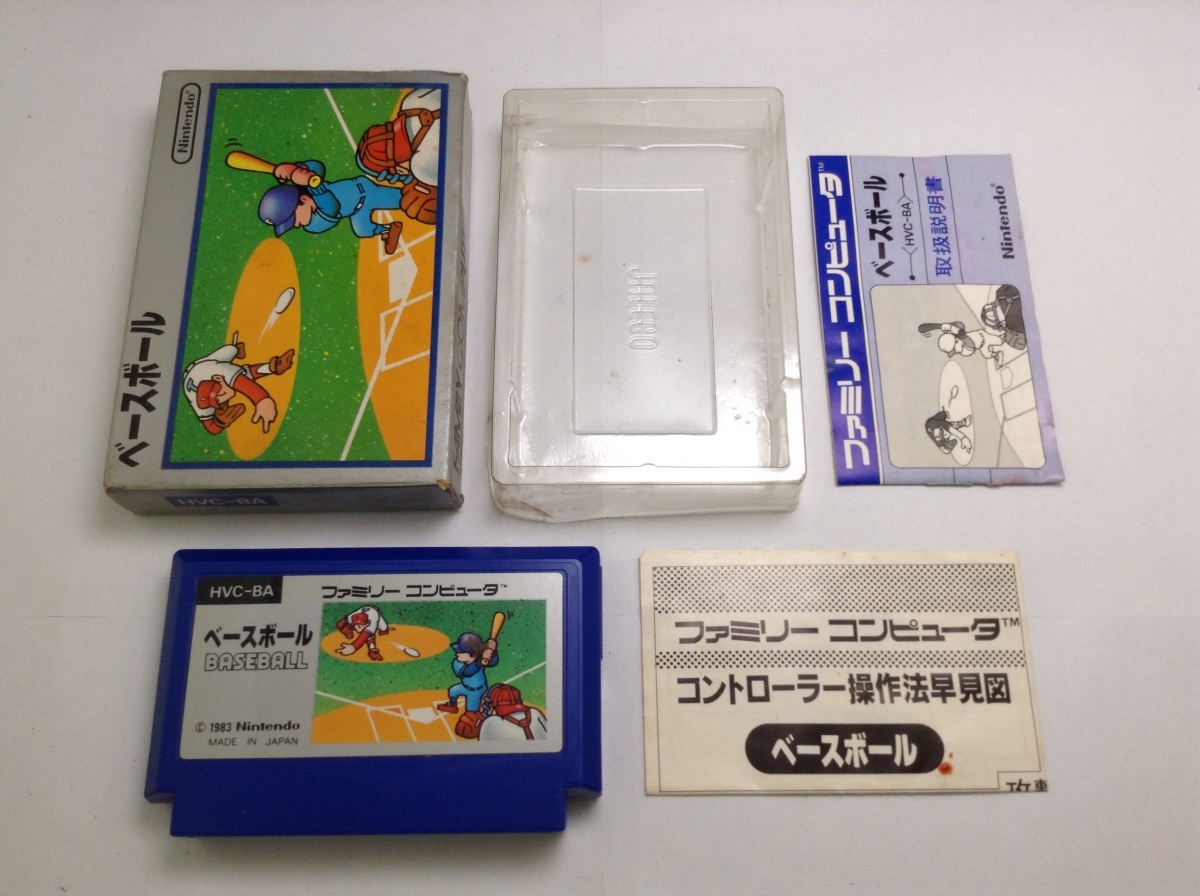 Nintendo®
ベースボール
HVC-BA
ファミリー コンピュータ™
ベースボール
<HVC-BA>
取扱説明書
Nintendo®
HVC-BA
ファミリー コンピュータ™
ベースボール
BASEBALL
© 1983 Nintendo
MADE IN JAPAN
ファミリー コンピュータ™
コントローラー操作法早見図
ベースボール